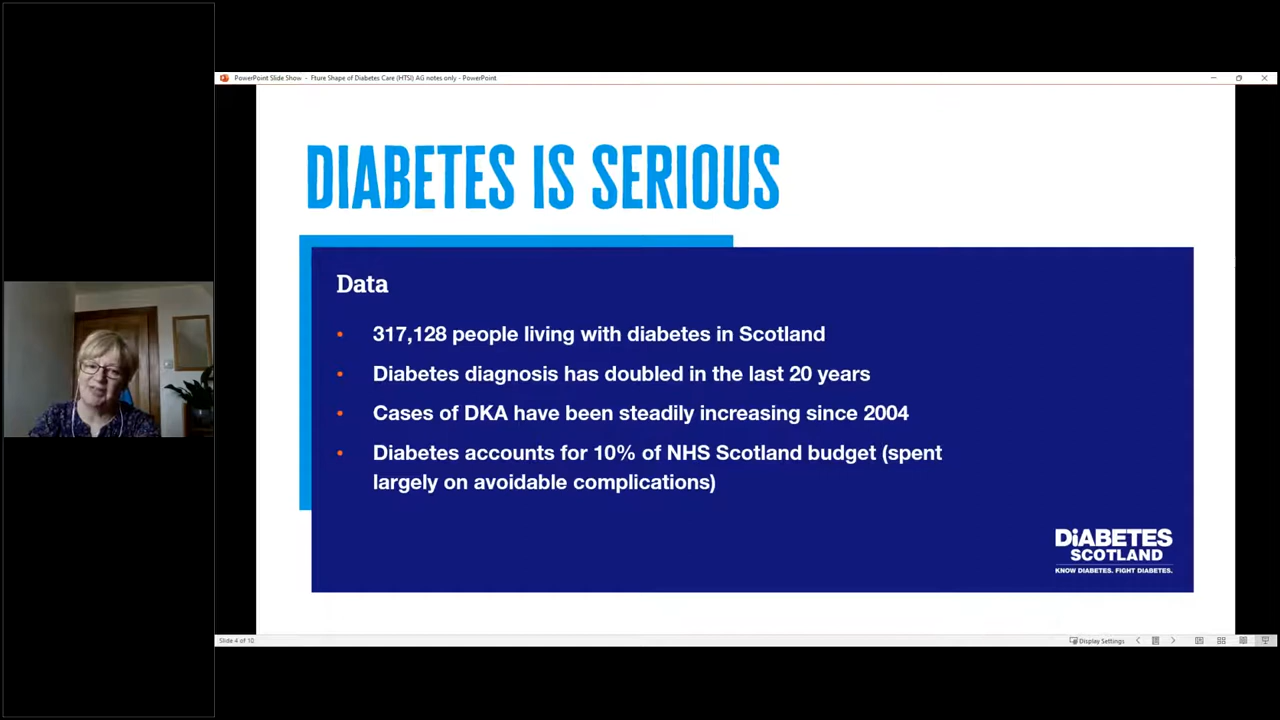 PowerPoint Slide Show - Fture Shape of Diabetes Care (HTSI) AG notes only - PowerPoint
DIABETES IS SERIOUS
Data
• 317,128 people living with diabetes in Scotland
• Diabetes diagnosis has doubled in the last 20 years
• Cases of DKA have been steadily increasing since 2004
• Diabetes accounts for 10% of NHS Scotland budget (spent
largely on avoidable complications)
DiABETES
SCOTLAND
KNOW DIABETES. FIGHT DIABETES.
Slide 4 of 10
Display Settings